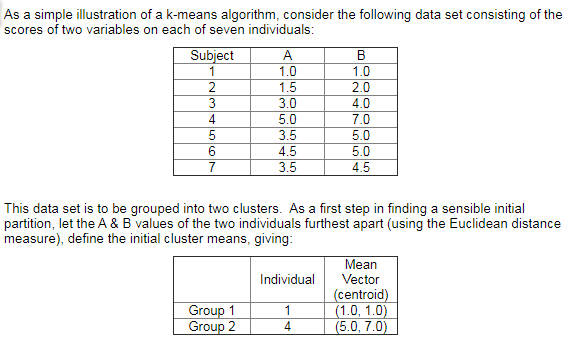 As a simple illustration of a k-means algorithm, consider the following data set consisting of the
scores of two variables on each of seven individuals:
Subject A B
1 1.0 1.0
2 1.5 2.0
3 3.0 4.0
4 5.0 7.0
5 3.5 5.0
6 4.5 5.0
7 3.5 4.5
This data set is to be grouped into two clusters. As a first step in finding a sensible initial
partition, let the A & B values of the two individuals furthest apart (using the Euclidean distance
measure), define the initial cluster means, giving:
Individual Mean
Vector
(centroid)
Group 1 1 (1.0, 1.0)
Group 2 4 (5.0, 7.0)